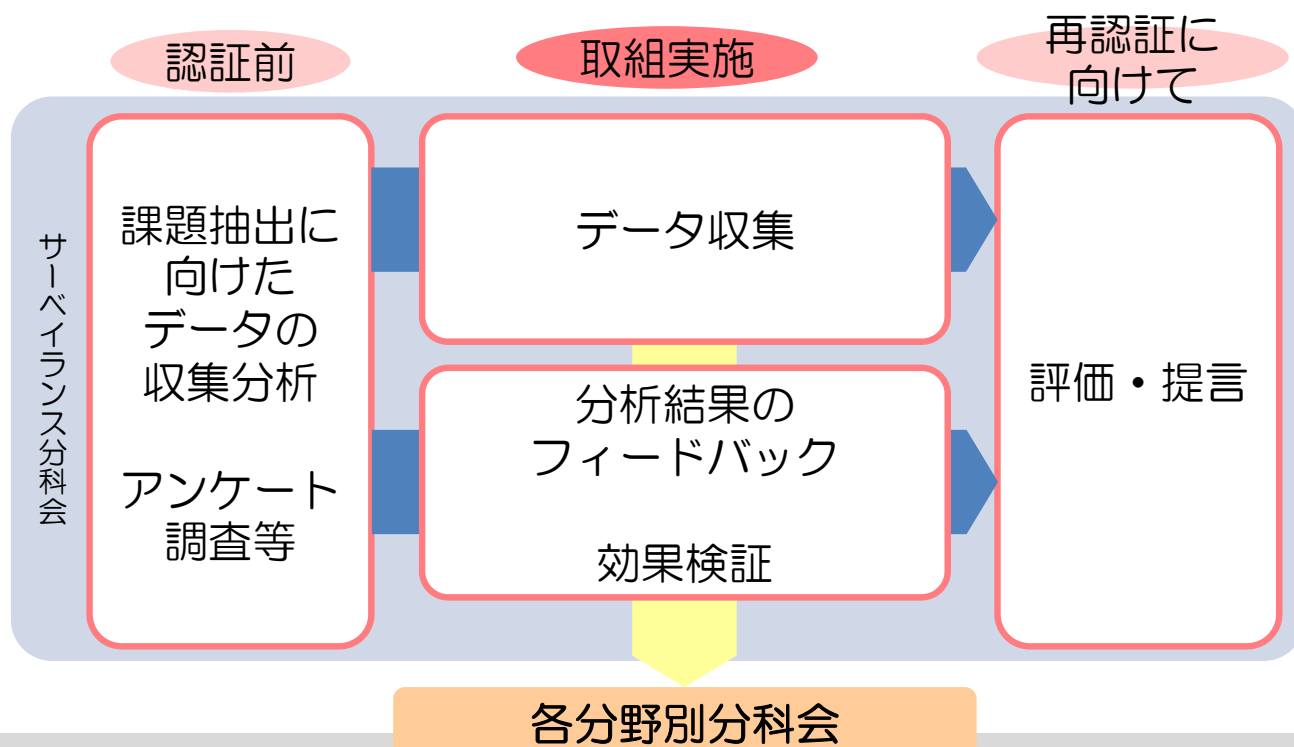 認証前
取組実施
再認証に
向けて
サーベイランス分科会
課題抽出に
向けた
データの
収集分析
アンケート
調査等
データ収集
分析結果の
フィードバック
効果検証
評価・提言
各分野別分科会